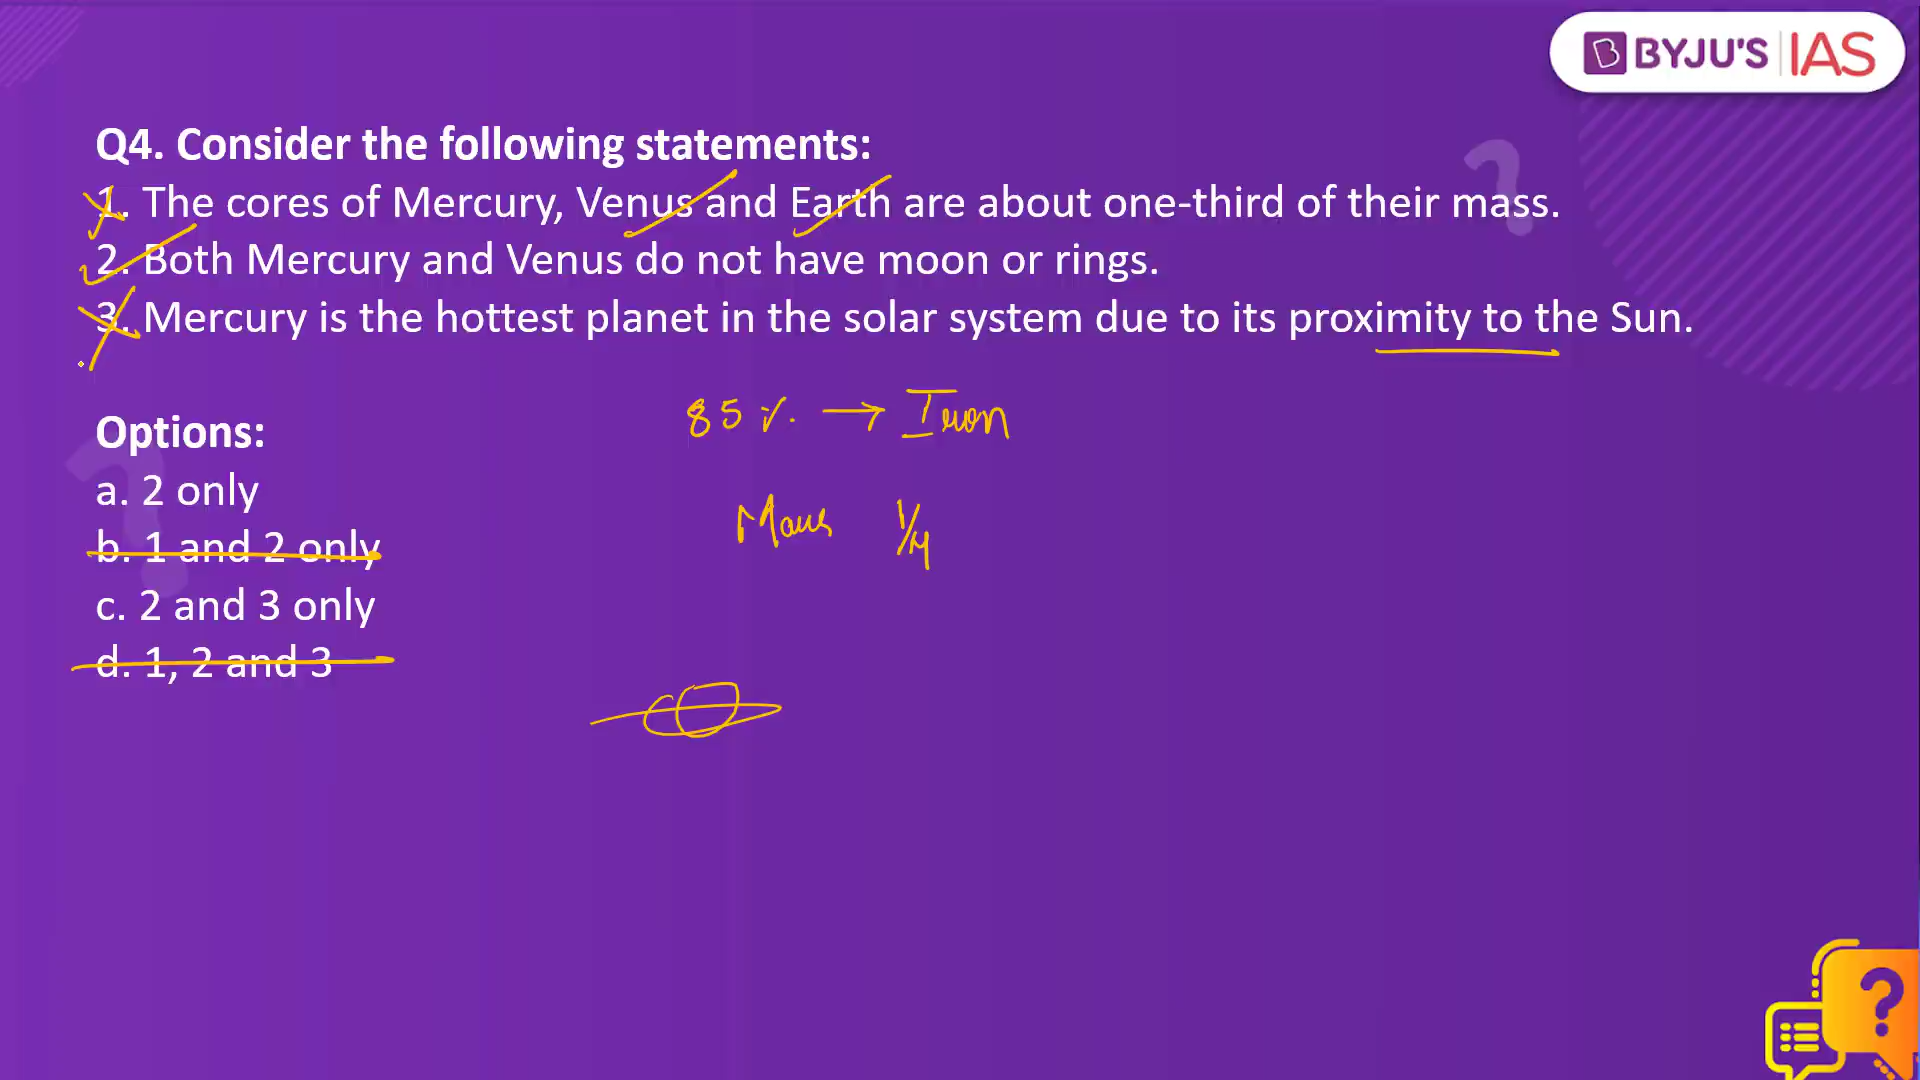 BYJU'S IAS
Q4. Consider the following statements:
1. The cores of Mercury, Venus and Earth are about one-third of their mass.
2. Both Mercury and Venus do not have moon or rings.
3. Mercury is the hottest planet in the solar system due to its proximity to the Sun.
85 % → Iron
Options:
a. 2 only
Mars 1/4
b. 1 and 2 only
c. 2 and 3 only
d. 1, 2 and 3